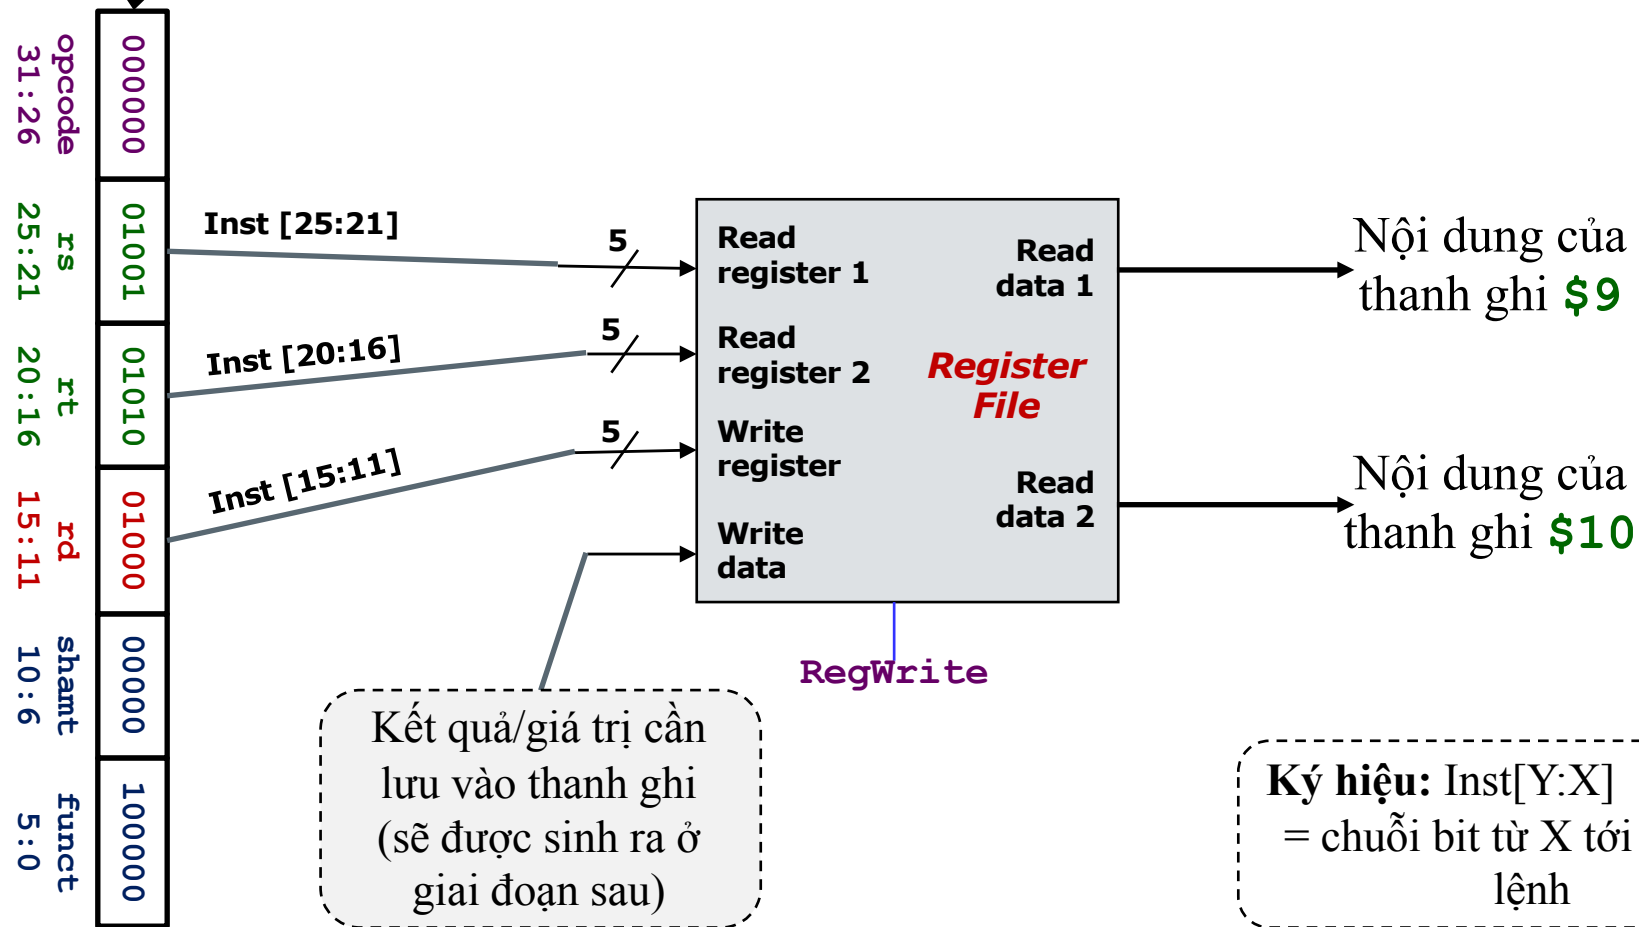 opcode
31:26
000000
rs
25:21
01001
rt
20:16
01010
rd
15:11
01000
shamt
10:6
00000
funct
5:0
100000
Inst [25:21]
5
Inst [20:16]
5
Inst [15:11]
5
Read
register 1
Read
register 2
Write
register
Write
data
Read
data 1
Register
File
Read
data 2
RegWrite
Nội dung của
thanh ghi $9
Nội dung của
thanh ghi $10
Kết quả/giá trị cần
lưu vào thanh ghi
(sẽ được sinh ra ở
giai đoạn sau)
Ký hiệu: Inst[Y:X]
= chuỗi bit từ X tới
lệnh